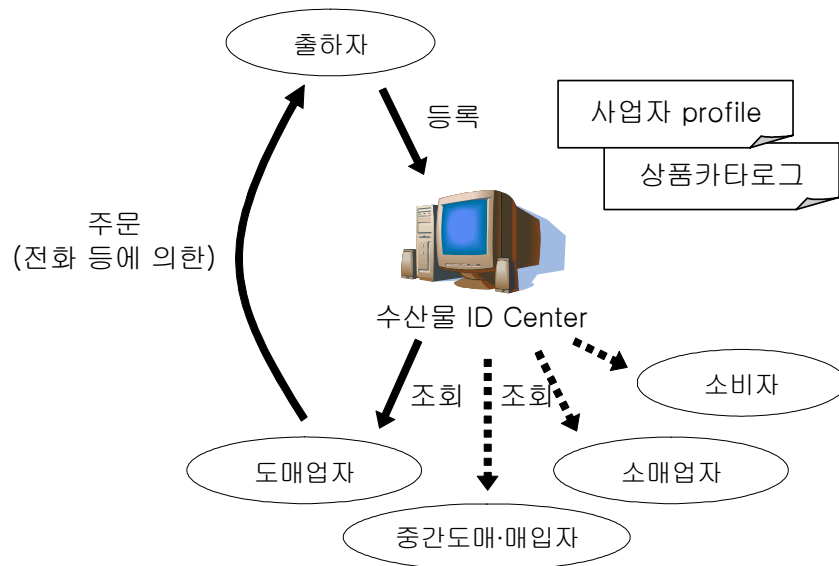 출하자
등록
사업자 profile
상품카타로그
주문
(전화 등에 의한)
수산물 ID Center
조회
조회
소비자
도매업자
소매업자
중간도매·매입자